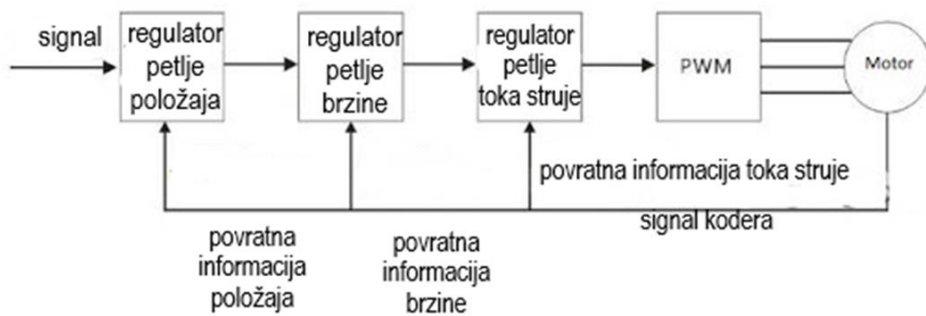 signal
regulator
petlje
položaja
regulator
petlje
brzine
regulator
petlje
toka struje
PWM
Motor
povratna informacija toka struje
signal kodera
povratna
informacija
položaja
povratna
informacija
brzine